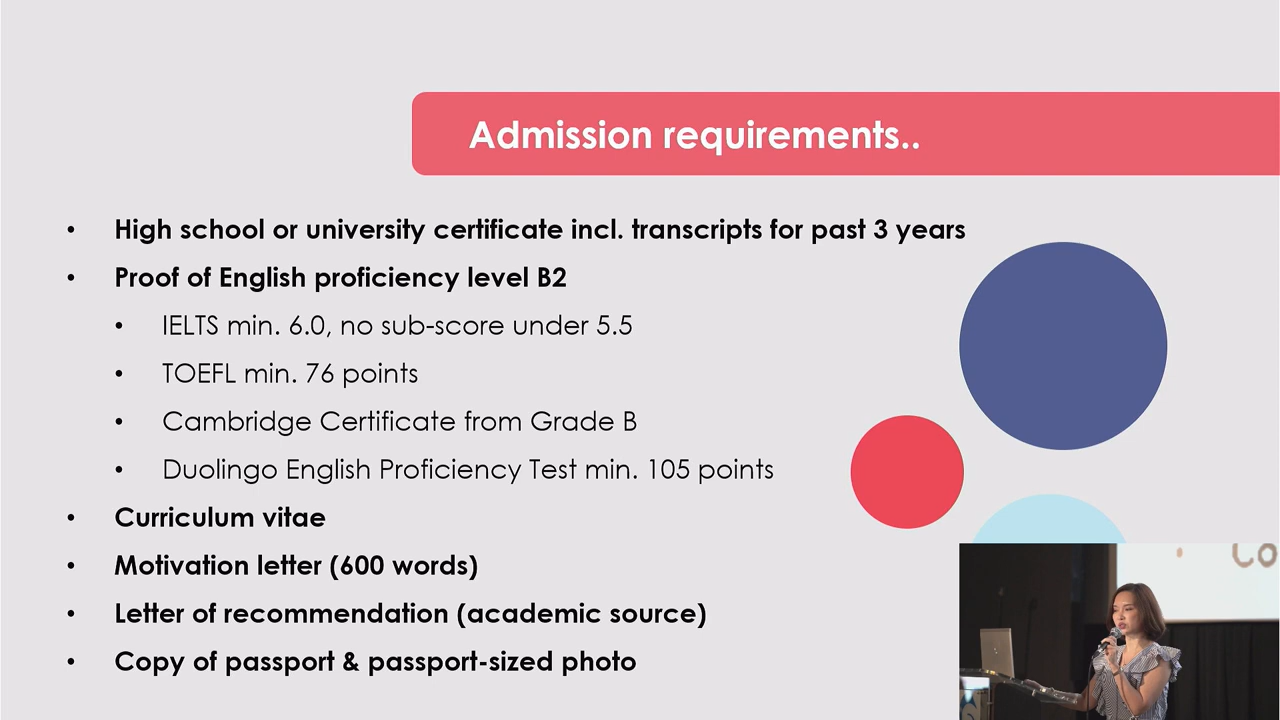 Admission requirements..
• High school or university certificate incl. transcripts for past 3 years
• Proof of English proficiency level B2
• IELTS min. 6.0, no sub-score under 5.5
• TOEFL min. 76 points
• Cambridge Certificate from Grade B
• Duolingo English Proficiency Test min. 105 points
• Curriculum vitae
• Motivation letter (600 words)
• Letter of recommendation (academic source)
• Copy of passport & passport-sized photo